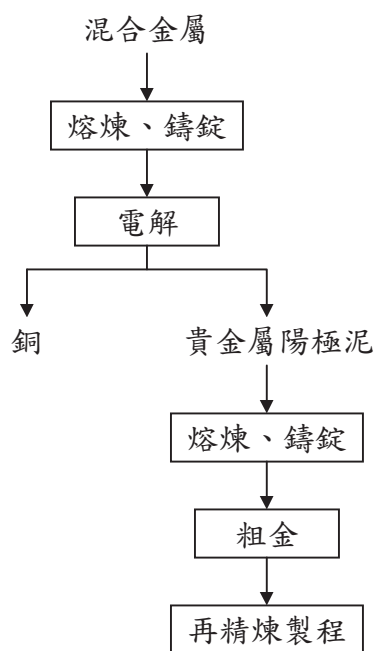 混合金屬
熔煉、鑄錠
電解
銅
貴金屬陽極泥
熔煉、鑄錠
粗金
再精煉製程